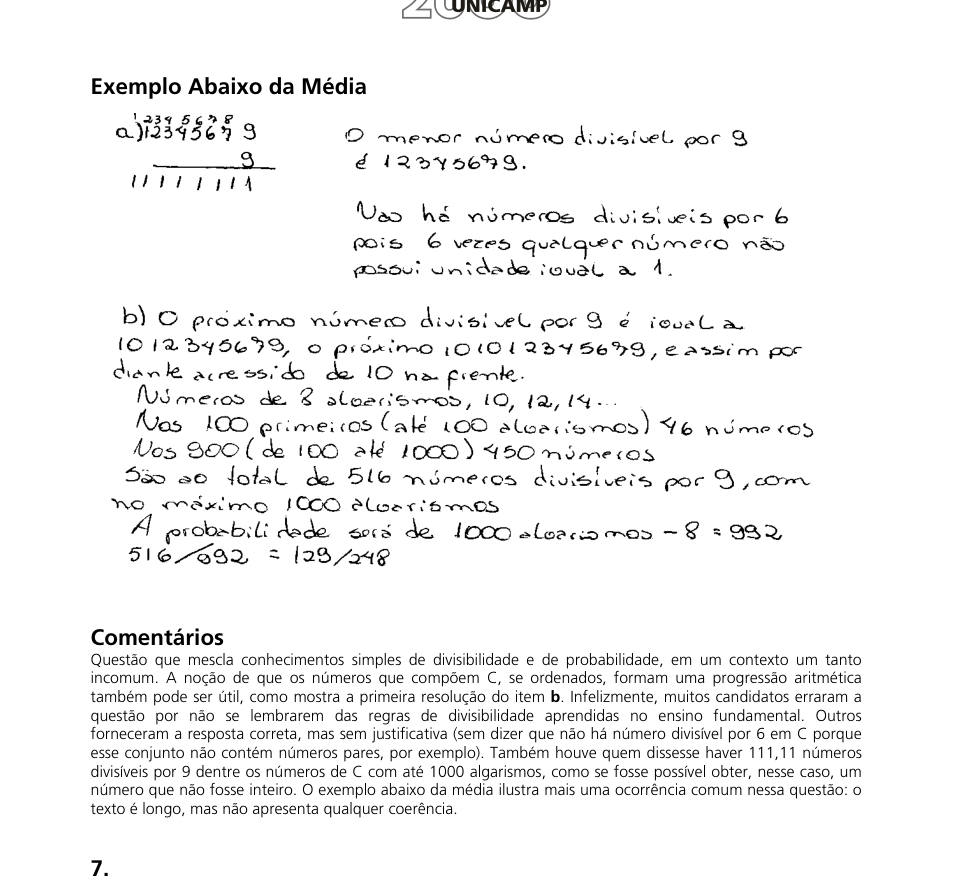 UNICAMP
Exemplo Abaixo da Média
1 2 3 4 5 6 7 8
a) 1 2 3 4 5 6 7 9
9
1 1 1 1 1 1 1 1 1
O menor número divisível por 9
é 12345679.
Não há números divisíveis por 6
pois 6 vezes qualquer número não
possui unidade igual a 1.
b) O próximo número divisível por 9 é igual a
1012345679, o próximo 101012345679, e assim por
diante acressido de 10 na frente.
Números de 8 algarismos, 10, 12, 14...
Nos 100 primeiros (até 100 algarismos) 46 números
Nos 900 (de 100 até 1000) 450 números
São ao total de 516 números divisíveis por 9, com
no máximo 1000 algarismos
A probabilidade será de 1000 algarismos - 8 = 992
516/992 = 129/248
Comentários
Questão que mescla conhecimentos simples de divisibilidade e de probabilidade, em um contexto um tanto
incomum. A noção de que os números que compõem C, se ordenados, formam uma progressão aritmética
também pode ser útil, como mostra a primeira resolução do item b. Infelizmente, muitos candidatos erraram a
questão por não se lembrarem das regras de divisibilidade aprendidas no ensino fundamental. Outros
forneceram a resposta correta, mas sem justificativa (sem dizer que não há número divisível por 6 em C porque
esse conjunto não contém números pares, por exemplo). Também houve quem dissesse haver 111,11 números
divisíveis por 9 dentre os números de C com até 1000 algarismos, como se fosse possível obter, nesse caso, um
número que não fosse inteiro. O exemplo abaixo da média ilustra mais uma ocorrência comum nessa questão: o
texto é longo, mas não apresenta qualquer coerência.
7.